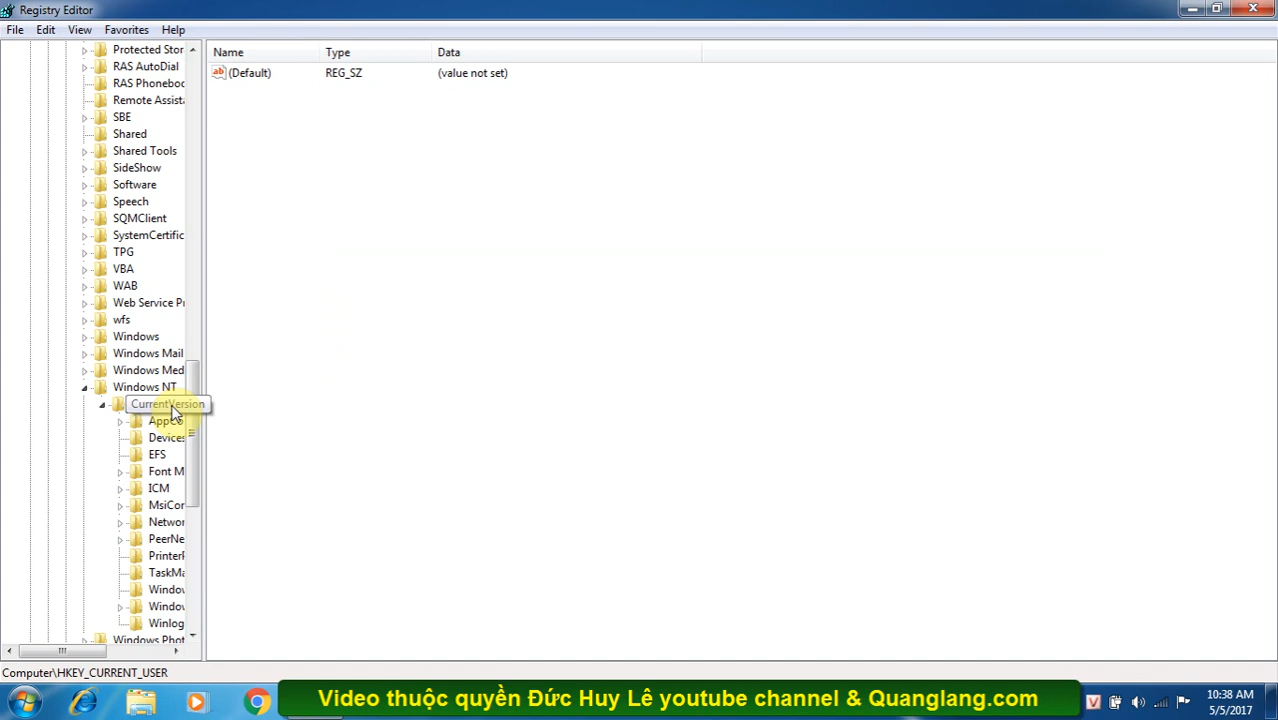 Registry Editor
File Edit View Favorites Help
Name Type Data
(Default) REG_SZ (value not set)
Protected Stor
RAS AutoDial
RAS Phoneboo
Remote Assista
SBE
Shared
Shared Tools
SideShow
Software
Speech
SQMClient
SystemCertific
TPG
VBA
WAB
Web Service Pr
wfs
Windows
Windows Mail
Windows Med
Windows NT
CurrentVersion
AppCo
Devices
EFS
Font M
ICM
MsiCor
Networ
PeerNe
PrinterP
TaskMa
Window
Window
Winlog
Windows Phot
Computer\HKEY_CURRENT_USER
Video thuộc quyền Đức Huy Lê youtube channel & Quanglang.com
V
10:38 AM
5/5/2017